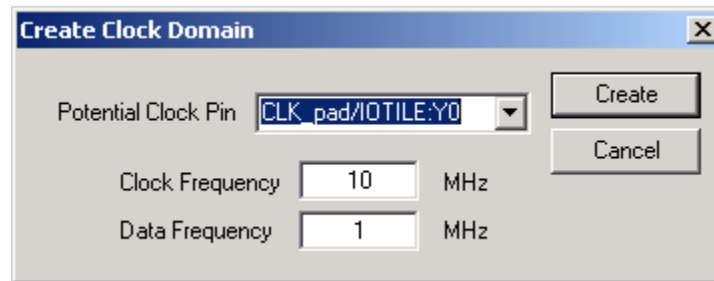 Create Clock Domain
Potential Clock Pin CLK_pad/IOTILE:Y0 Create
Cancel
Clock Frequency 10 MHz
Data Frequency 1 MHz